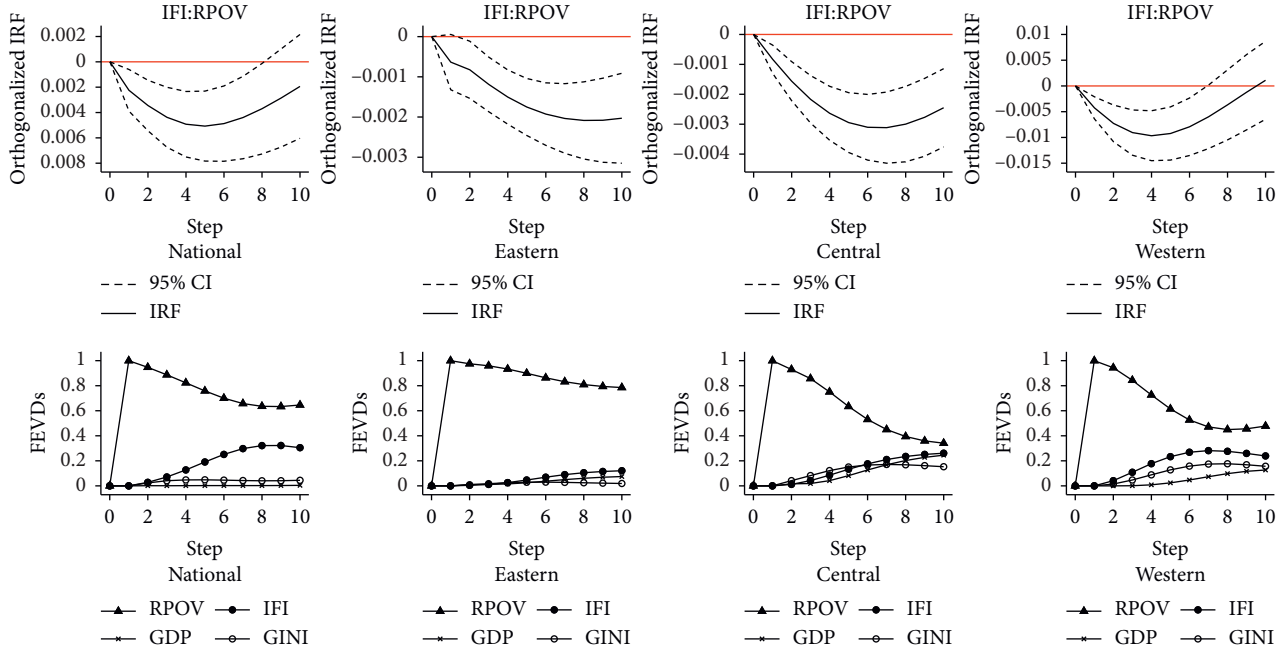 IFI:RPOV
Orthogonalized IRF
0.002
0
0.002
0.004
0.006
0.008
0 2 4 6 8 10
Step
National
95% CI
IRF
IFI:RPOV
Orthogonalized IRF
0
−0.001
−0.002
−0.003
0 2 4 6 8 10
Step
Eastern
95% CI
IRF
IFI:RPOV
Orthogonalized IRF
0
−0.001
−0.002
−0.003
−0.004
0 2 4 6 8 10
Step
Central
95% CI
IRF
IFI:RPOV
Orthogonalized IRF
0.01
0.005
0
−0.005
−0.01
−0.015
0 2 4 6 8 10
Step
Western
95% CI
IRF
FEVDs
1
0.8
0.6
0.4
0.2
0
0 2 4 6 8 10
Step
National
RPOV IFI
GDP GINI
FEVDs
1
0.8
0.6
0.4
0.2
0
0 2 4 6 8 10
Step
Eastern
RPOV IFI
GDP GINI
FEVDs
1
0.8
0.6
0.4
0.2
0
0 2 4 6 8 10
Step
Central
RPOV IFI
GDP GINI
FEVDs
1
0.8
0.6
0.4
0.2
0
0 2 4 6 8 10
Step
Western
RPOV IFI
GDP GINI